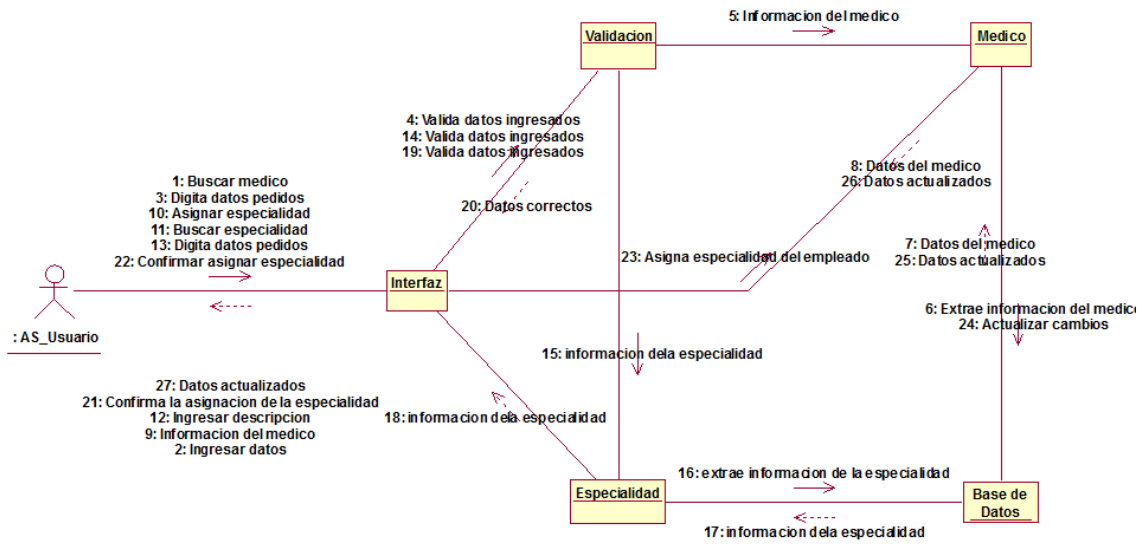 5: Informacion del medico
Validacion
Medico
4: Valida datos ingresados
14: Valida datos ingresados
19: Valida datos ingresados
8: Datos del medico
26: Datos actualizados
1: Buscar medico
3: Digita datos pedidos
10: Asignar especialidad
11: Buscar especialidad
13: Digita datos pedidos
22: Confirmar asignar especialidad
20: Datos correctos
7: Datos del medico
25: Datos actualizados
23: Asigna especialidad del empleado
Interfaz
6: Extrae informacion del medico
24: Actualizar cambios
: AS_Usuario
15: informacion dela especialidad
27: Datos actualizados
21: Confirma la asignacion de la especialidad
12: Ingresar descripcion
9: Informacion del medico
2: Ingresar datos
18: informacion dela especialidad
16: extrae informacion de la especialidad
Especialidad
Base de
Datos
17: informacion dela especialidad